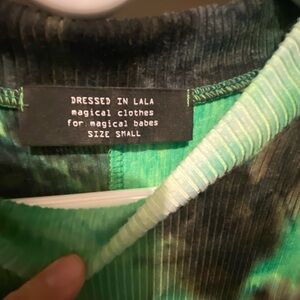 DRESSED IN LALA
magical clothes
for magical babes
SIZE SMALL